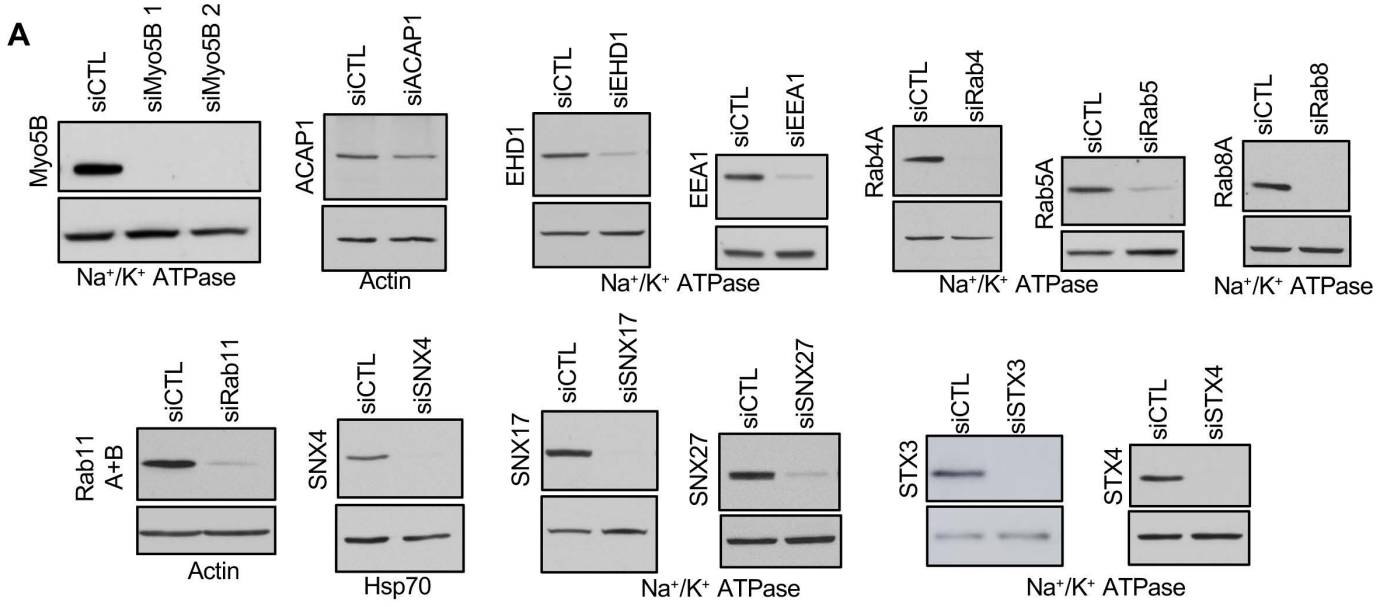 A
siCTL
siMyo5B 1
siMyo5B 2
Myo5B
Na⁺/K⁺ ATPase
siCTL
siACAP1
ACAP1
Actin
siCTL
siEHD1
EHD1
siCTL
siEEA1
EEA1
Na⁺/K⁺ ATPase
siCTL
siRab4
Rab4A
siCTL
siRab5
Rab5A
Na⁺/K⁺ ATPase
siCTL
siRab8
Rab8A
Na⁺/K⁺ ATPase
siCTL
siRab11
Rab11
A+B
Actin
siCTL
siSNX4
SNX4
Hsp70
siCTL
siSNX17
SNX17
siCTL
siSNX27
SNX27
Na⁺/K⁺ ATPase
siCTL
siSTX3
STX3
siCTL
siSTX4
STX4
Na⁺/K⁺ ATPase